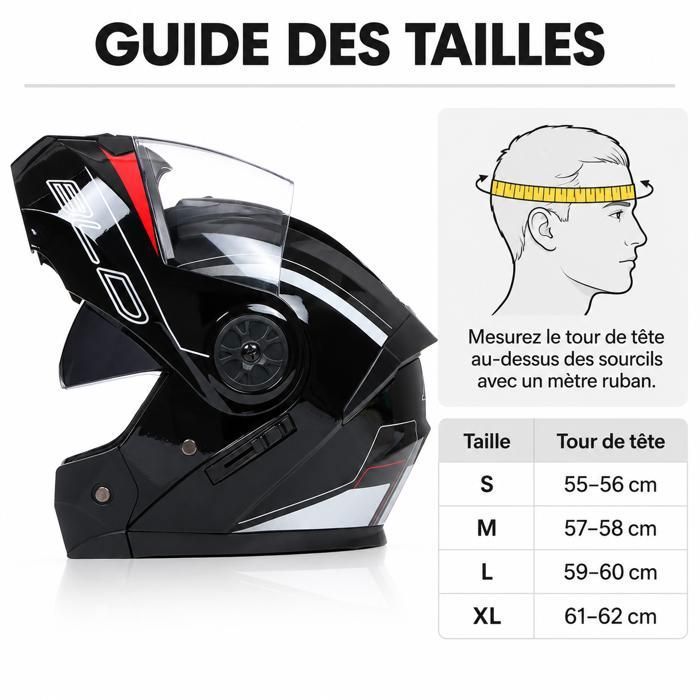 GUIDE DES TAILLES
BLD
Mesurez le tour de tête
au-dessus des sourcils
avec un mètre ruban.
Taille Tour de tête
S 55–56 cm
M 57–58 cm
L 59–60 cm
XL 61–62 cm